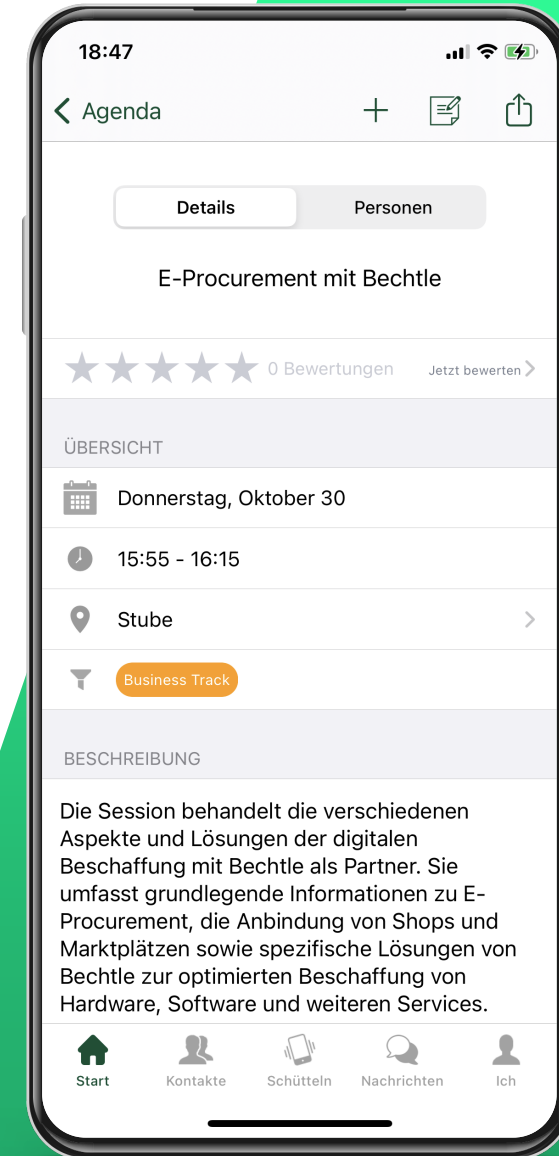 18:47
Agenda
Details
Personen
E-Procurement mit Bechtle
0 Bewertungen
Jetzt bewerten
ÜBERSICHT
Donnerstag, Oktober 30
15:55 - 16:15
Stube
Business Track
BESCHREIBUNG
Die Session behandelt die verschiedenen
Aspekte und Lösungen der digitalen
Beschaffung mit Bechtle als Partner. Sie
umfasst grundlegende Informationen zu E-
Procurement, die Anbindung von Shops und
Marktplätzen sowie spezifische Lösungen von
Bechtle zur optimierten Beschaffung von
Hardware, Software und weiteren Services.
Start
Kontakte
Schütteln
Nachrichten
Ich